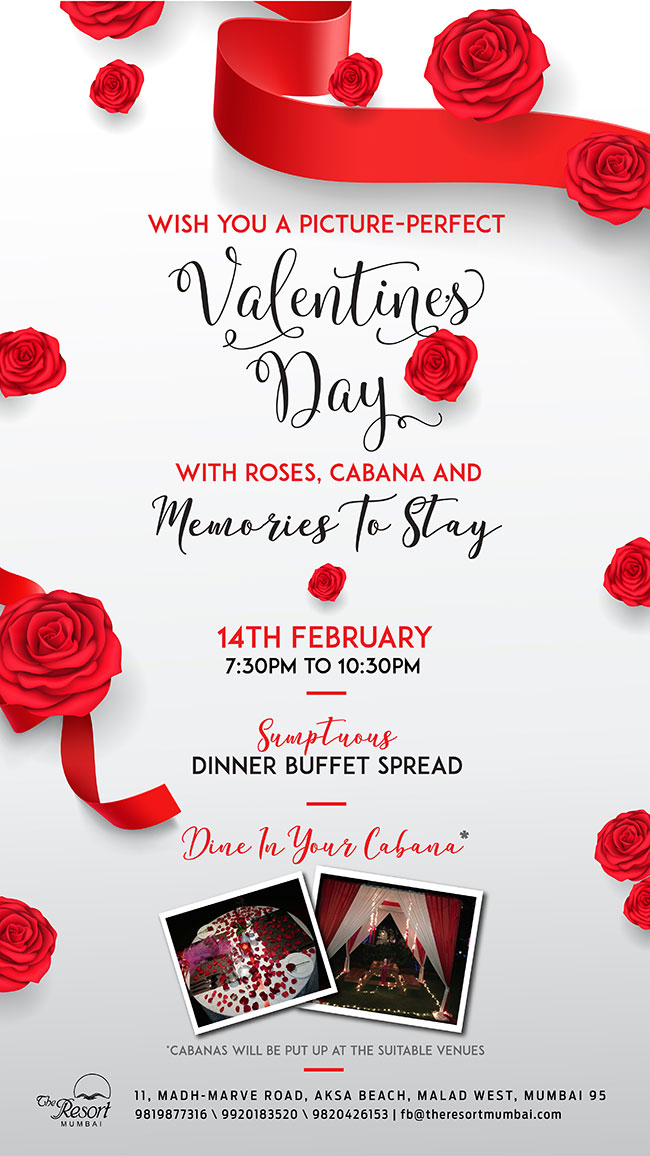 WISH YOU A PICTURE-PERFECT
Valentine's
Day
WITH ROSES, CABANA AND
Memories To Stay
14TH FEBRUARY
7:30PM TO 10:30PM
Sumptuous
DINNER BUFFET SPREAD
Dine In Your Cabana*
*CABANAS WILL BE PUT UP AT THE SUITABLE VENUES
The Resort
MUMBAI
11, MADH-MARVE ROAD, AKSA BEACH, MALAD WEST, MUMBAI 95
9819877316 \ 9920183520 \ 9820426153 | fb@theresortmumbai.com